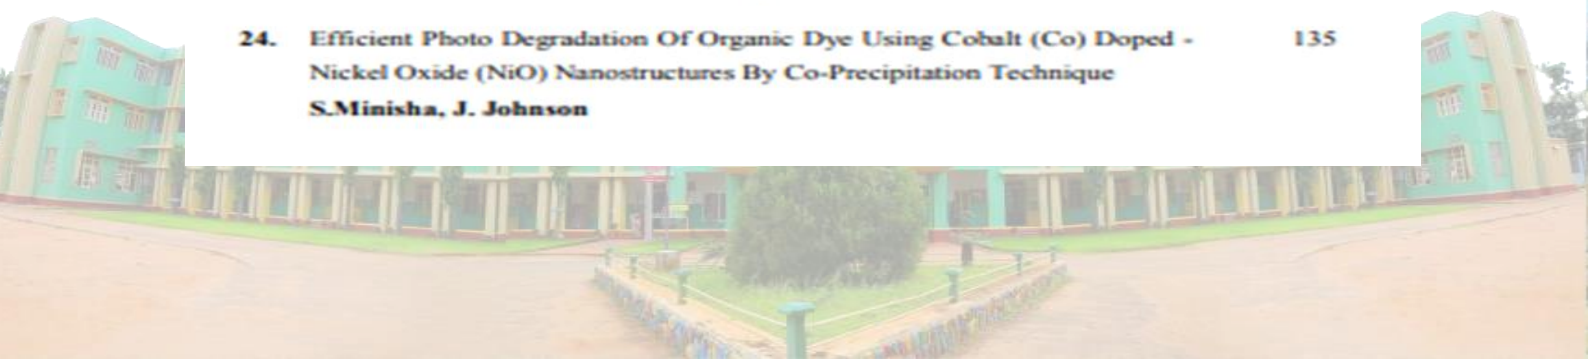 24. Efficient Photo Degradation Of Organic Dye Using Cobalt (Co) Doped - 135
Nickel Oxide (NiO) Nanostructures By Co-Precipitation Technique
S.Minisha, J. Johnson